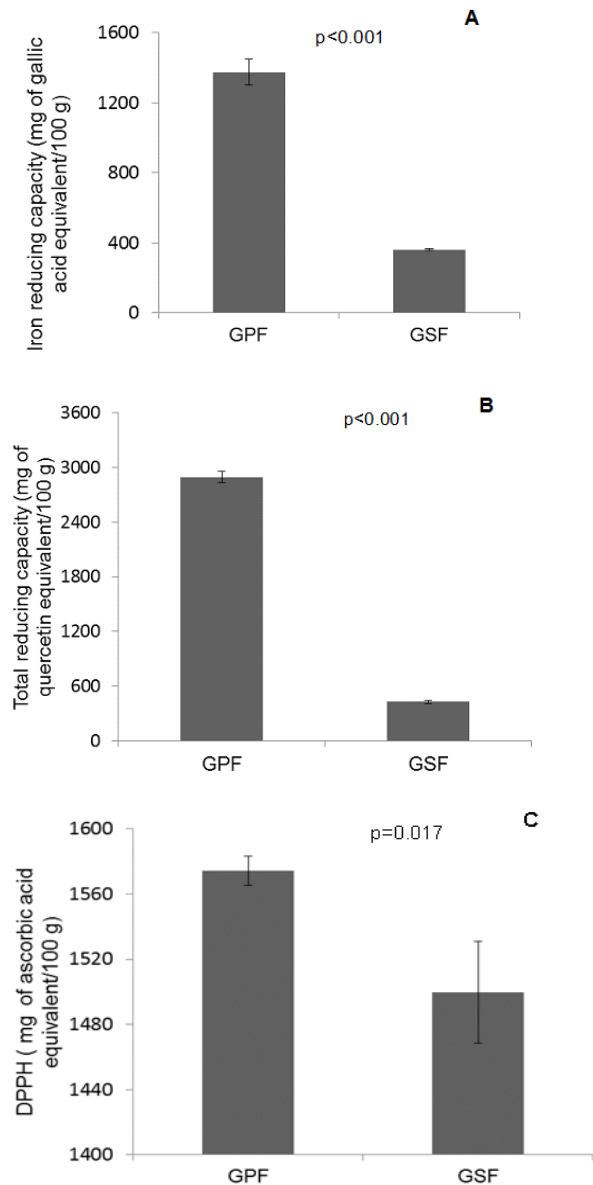 A
p<0.001
Iron reducing capacity (mg of gallic
acid equivalent/100 g)
1600
1200
800
400
0
GPF GSF
B
p<0.001
Total reducing capacity (mg of
quercetin equivalent/100 g)
3600
3000
2400
1800
1200
600
0
GPF GSF
C
p=0.017
DPPH ( mg of ascorbic acid
equivalent/100 g)
1600
1560
1520
1480
1440
1400
GPF GSF